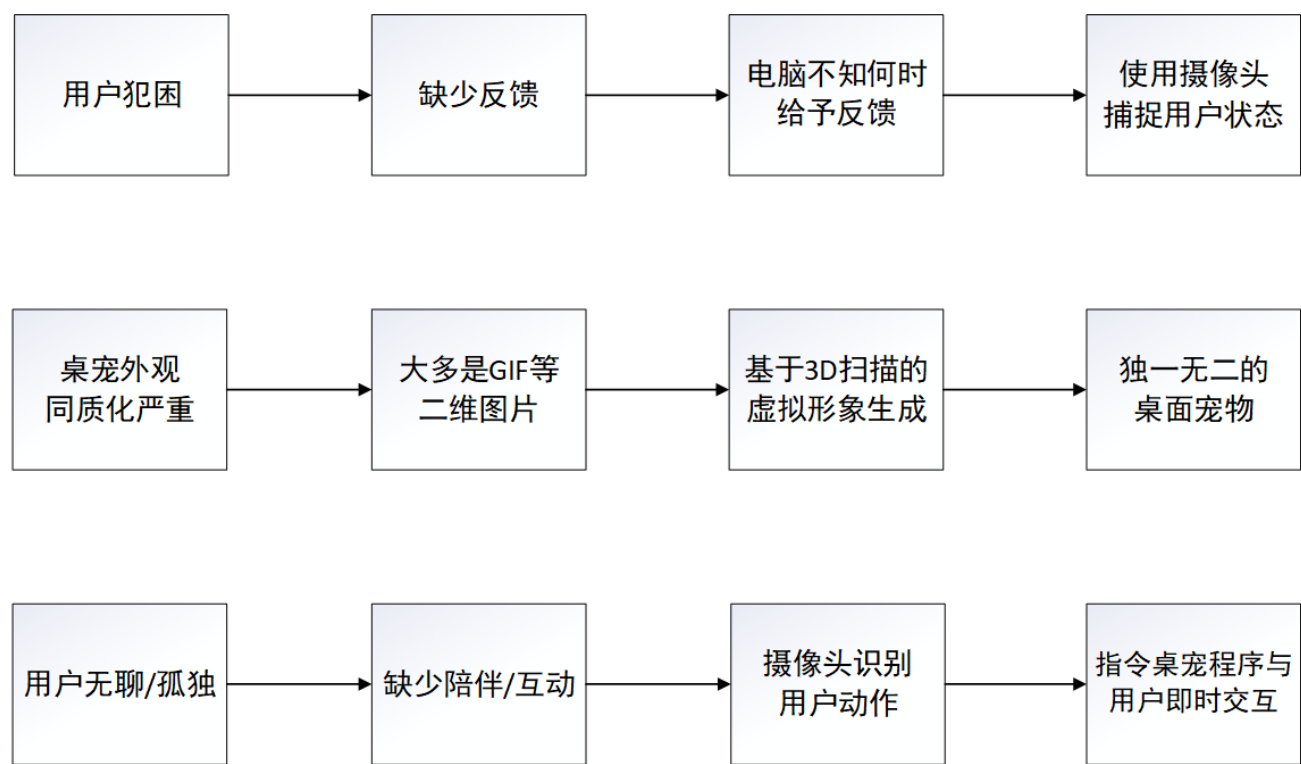 用户犯困
缺少反馈
电脑不知何时
给予反馈
使用摄像头
捕捉用户状态
桌宠外观
同质化严重
大多是GIF等
二维图片
基于3D扫描的
虚拟形象生成
独一无二的
桌面宠物
用户无聊/孤独
缺少陪伴/互动
摄像头识别
用户动作
指令桌宠程序与
用户即时交互